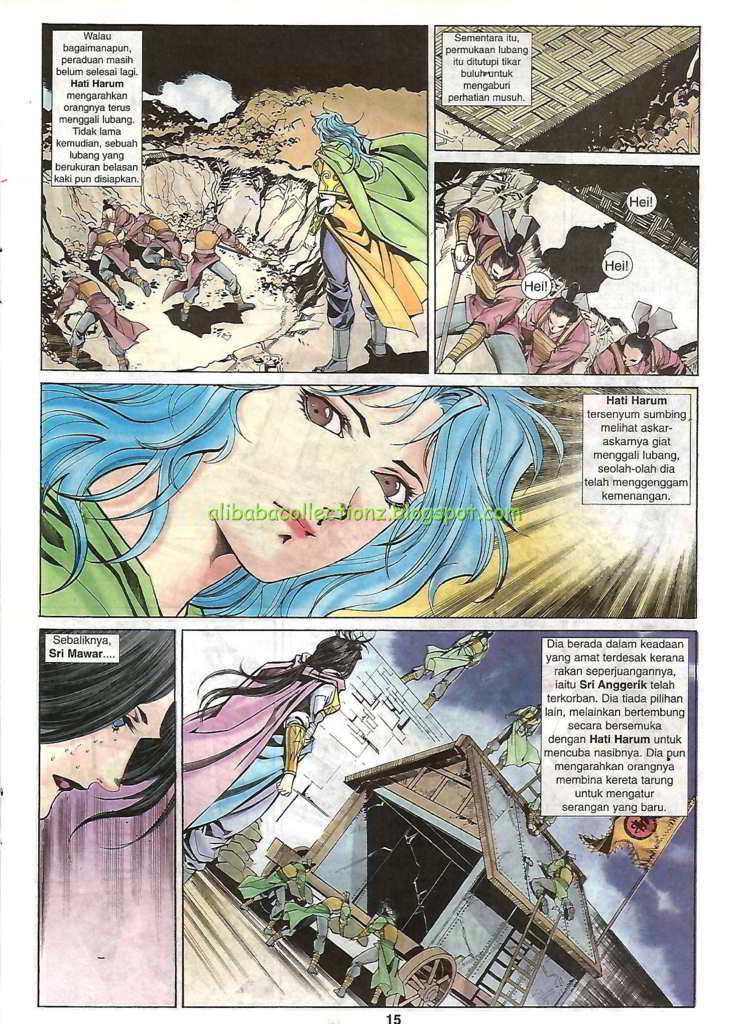 Walau
bagaimanapun,
peraduan masih
belum selesai lagi.
Hati Harum
mengarahkan
orangnya terus
menggali lubang.
Tidak lama
kemudian, sebuah
lubang yang
berukuran belasan
kaki pun disiapkan.
Sementara itu,
permukaan lubang
itu ditutupi tikar
buluh untuk
mengaburi
perhatian musuh.
Hei!
Hei!
Hei!
Hati Harum
tersenyum sumbing
melihat askar-
askarnya giat
menggali lubang,
seolah-olah dia
telah menggenggam
kemenangan.
alibabacollectionz.blogspot.com
Sebaliknya,
Sri Mawar....
Dia berada dalam keadaan
yang amat terdesak kerana
rakan seperjuangannya,
iaitu Sri Anggerik telah
terkorban. Dia tiada pilihan
lain, melainkan bertembung
secara bersemuka
dengan Hati Harum untuk
mencuba nasibnya. Dia pun
mengarahkan orangnya
membina kereta tarung
untuk mengatur
serangan yang baru.
15